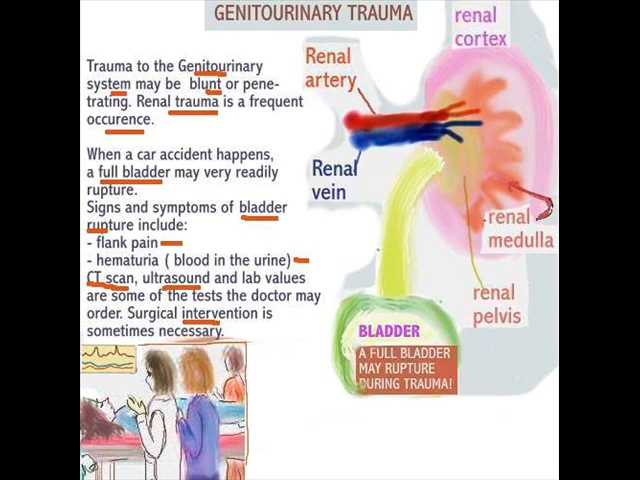 GENITOURINARY TRAUMA
Trauma to the Genitourinary
system may be blunt or pene-
trating. Renal trauma is a frequent
occurence.
When a car accident happens,
a full bladder may very readily
rupture.
Signs and symptoms of bladder
rupture include:
- flank pain
- hematuria ( blood in the urine)
CT scan, ultrasound and lab values
are some of the tests the doctor may
order. Surgical intervention is
sometimes necessary.
renal
cortex
Renal
artery
Renal
vein
renal
medulla
renal
pelvis
BLADDER
A FULL BLADDER
MAY RUPTURE
DURING TRAUMA!